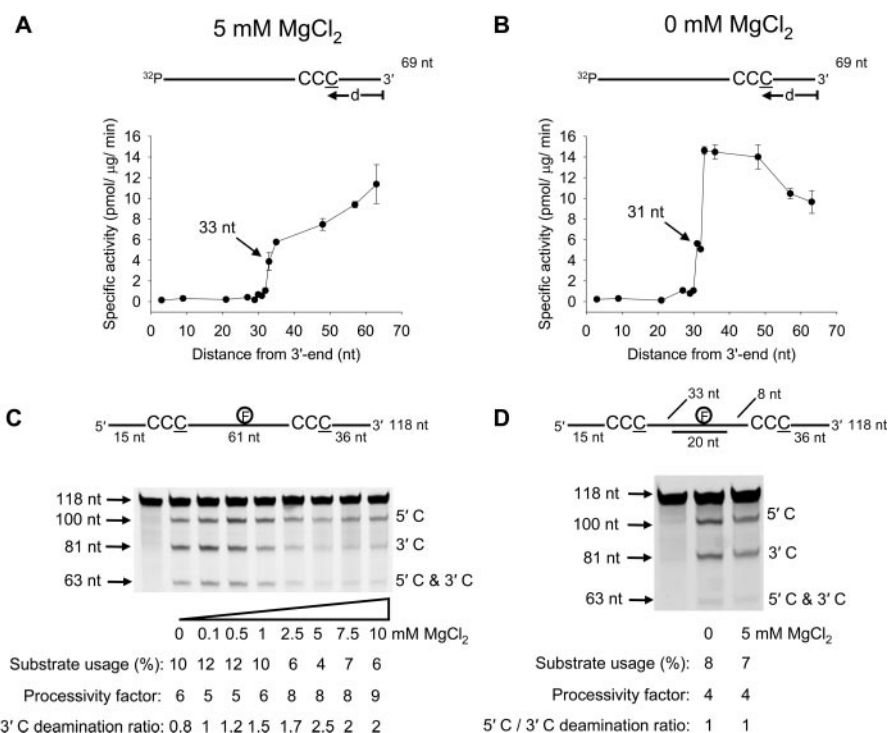 A
5 mM MgCl2
69 nt
32P
CCC
3′
d
Specific activity (pmol/ μg/ min)
16
14
12
10
8
6
4
2
0
33 nt
0 10 20 30 40 50 60 70
Distance from 3′-end (nt)
B
0 mM MgCl2
69 nt
32P
CCC
3′
d
Specific activity (pmol/ μg/ min)
16
14
12
10
8
6
4
2
0
31 nt
0 10 20 30 40 50 60 70
Distance from 3′-end (nt)
C
F
5′ CCC CCC 3′ 118 nt
15 nt 61 nt 36 nt
118 nt
100 nt 5′ C
81 nt 3′ C
63 nt 5′ C & 3′ C
0 0.1 0.5 1 2.5 5 7.5 10 mM MgCl2
Substrate usage (%): 10 12 12 10 6 4 7 6
Processivity factor: 6 5 5 6 8 8 8 9
3′ C deamination ratio: 0.8 1 1.2 1.5 1.7 2.5 2 2
D
33 nt 8 nt
F
5′ CCC CCC 3′ 118 nt
15 nt 20 nt 36 nt
118 nt
5′ C
100 nt
81 nt 3′ C
63 nt 5′ C & 3′ C
0 5 mM MgCl2
Substrate usage (%): 8 7
Processivity factor: 4 4
5′ C / 3′ C deamination ratio: 1 1